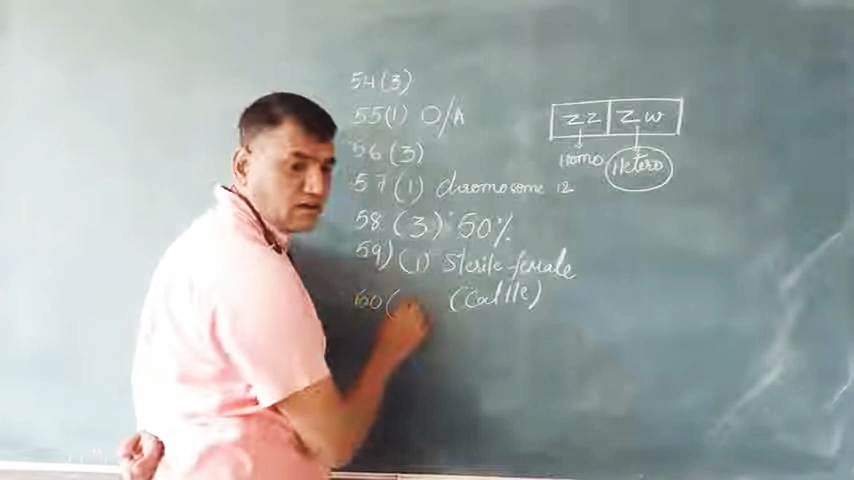 54 (3)
55 (1) O/A
56 (3)
57 (1) chromosome 12
58 (3) 50%
59) (1) Sterile female
(Cattle)
60 (
ZZ ZW
Homo Hetero